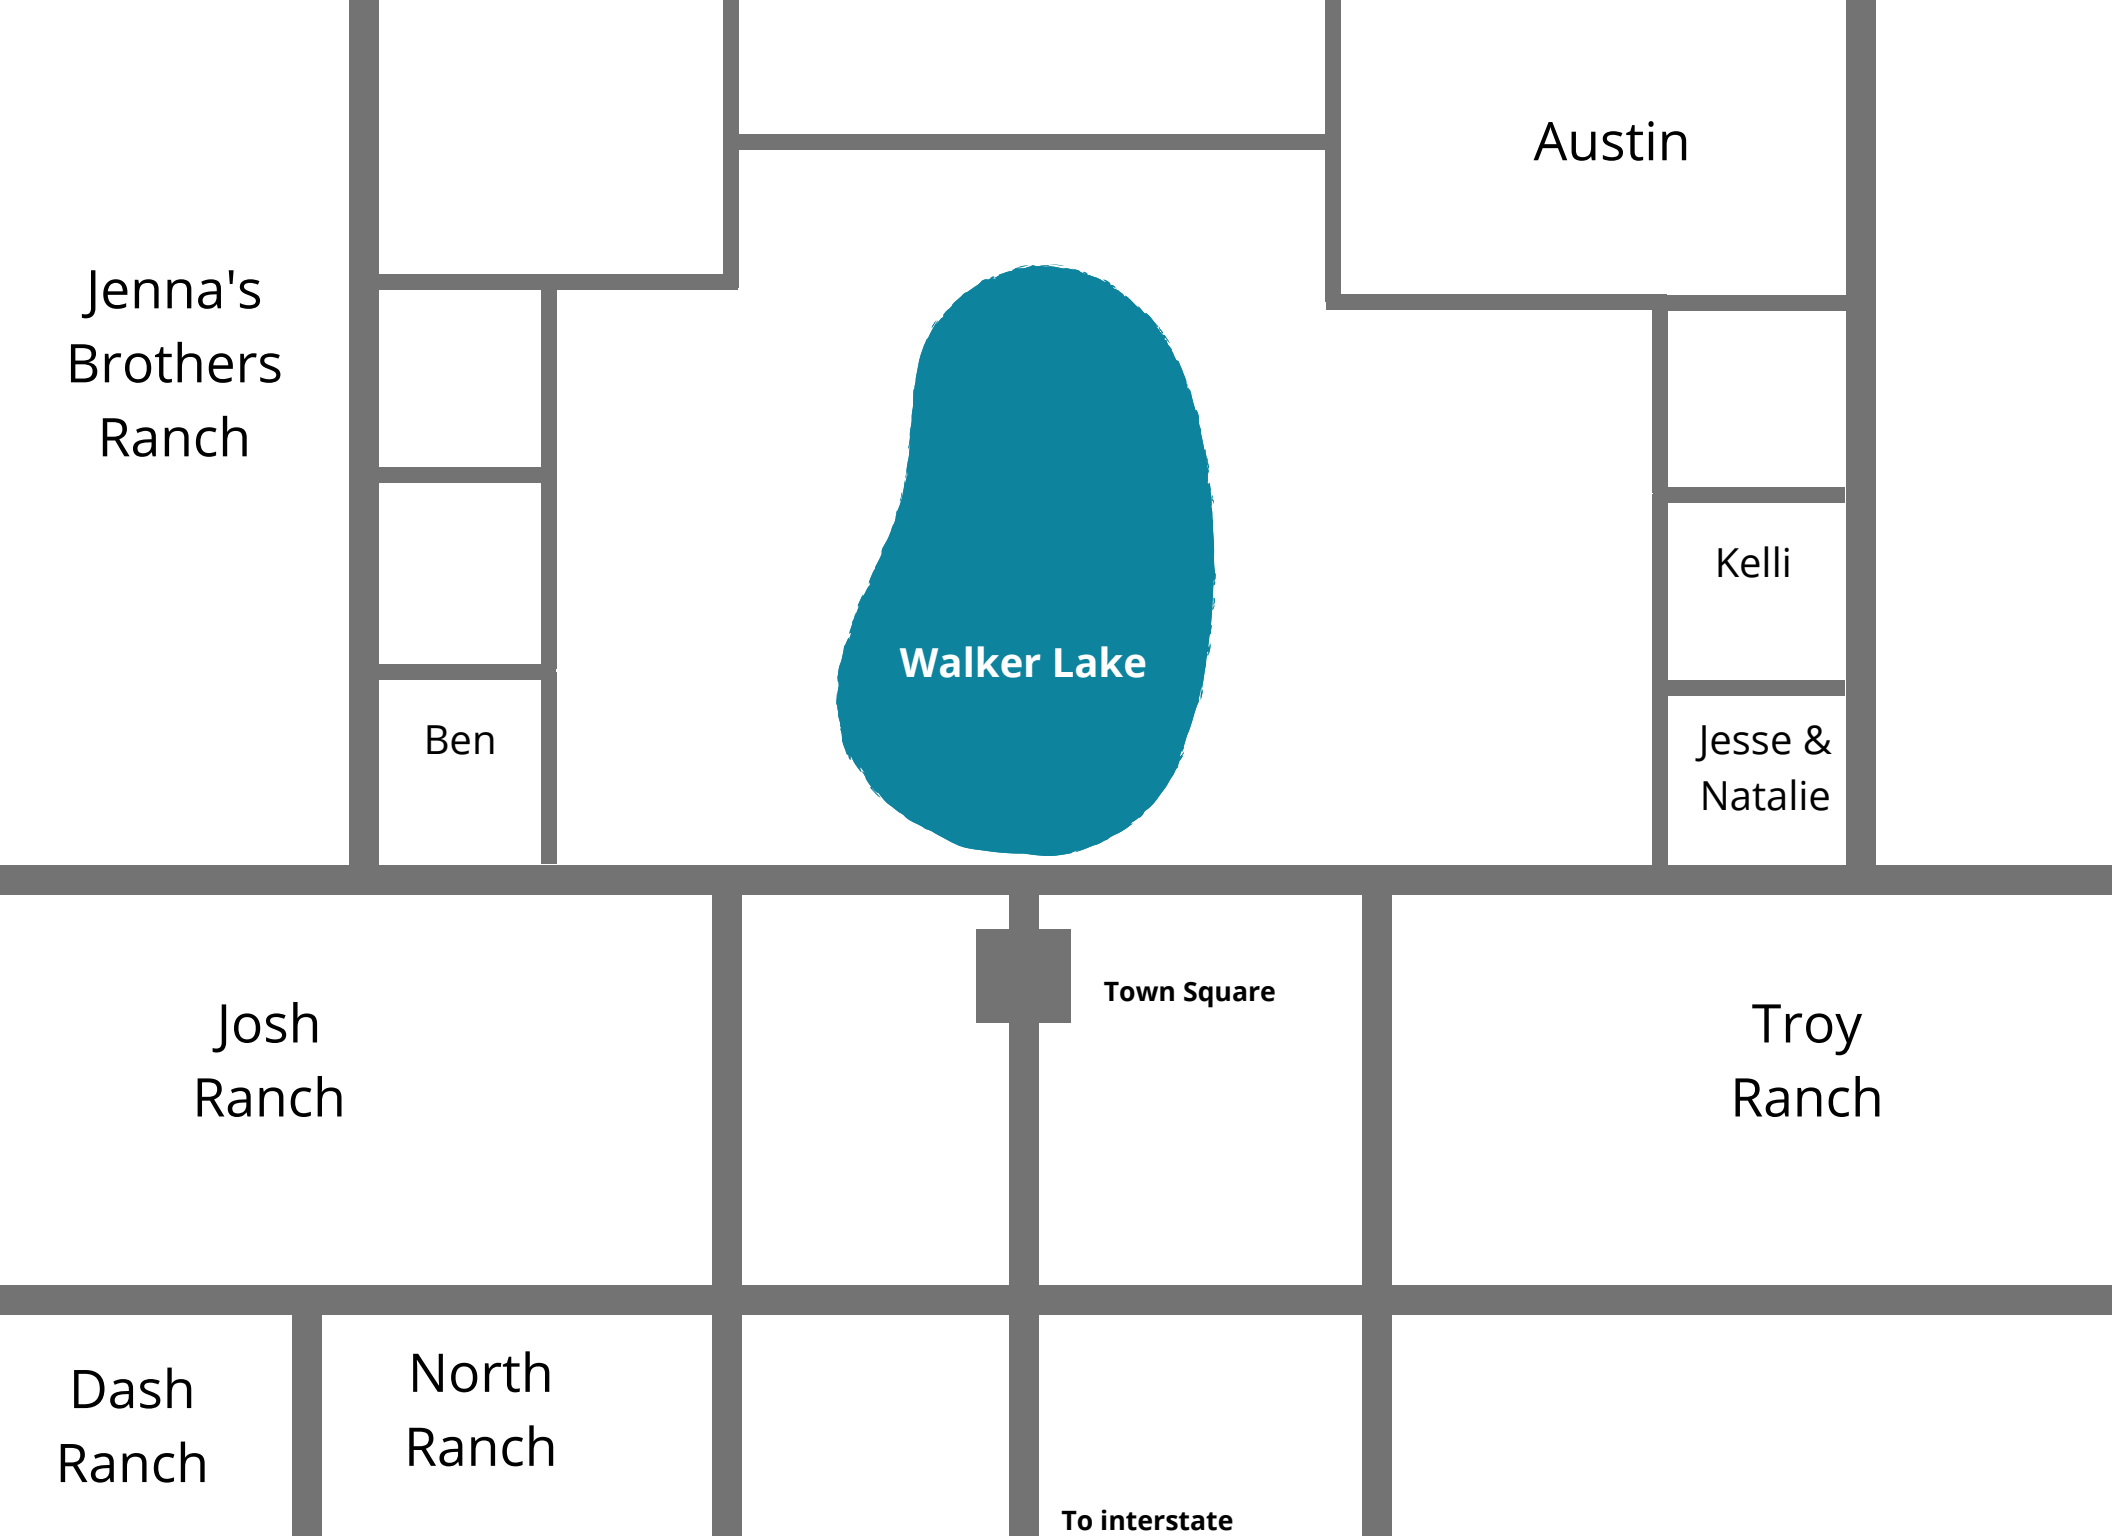 Austin
Jenna's
Brothers
Ranch
Kelli
Walker Lake
Ben
Jesse &
Natalie
Town Square
Josh
Ranch
Troy
Ranch
Dash
Ranch
North
Ranch
To interstate